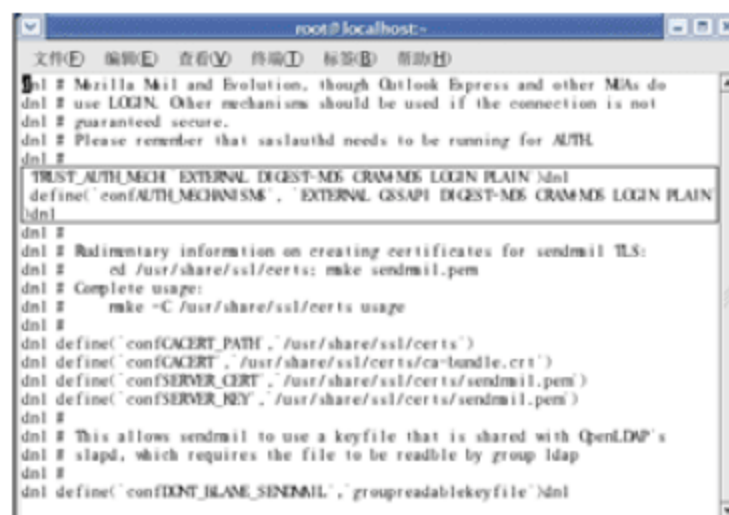 root@localhost:~
文件(F) 编辑(E) 查看(V) 终端(T) 标签(B) 帮助(H)
dnl # Mozilla Mail and Evolution, though Outlook Express and other MUAs do
dnl # use LOGIN. Other mechanisms should be used if the connection is not
dnl # guaranteed secure.
dnl # Please remember that saslauthd needs to be running for AUTH.
dnl #
TRUST_AUTH_MECH(`EXTERNAL DIGEST-MD5 CRAM-MD5 LOGIN PLAIN')dnl
define(`confAUTH_MECHANISMS', `EXTERNAL GSSAPI DIGEST-MD5 CRAM-MD5 LOGIN PLAIN'
)dnl
dnl #
dnl # Rudimentary information on creating certificates for sendmail TLS:
dnl # cd /usr/share/ssl/certs; make sendmail.pem
dnl # Complete usage:
dnl # make -C /usr/share/ssl/certs usage
dnl #
dnl define(`confCACERT_PATH',`/usr/share/ssl/certs')
dnl define(`confCACERT',`/usr/share/ssl/certs/ca-bundle.crt')
dnl define(`confSERVER_CERT',`/usr/share/ssl/certs/sendmail.pem')
dnl define(`confSERVER_KEY',`/usr/share/ssl/certs/sendmail.pem')
dnl #
dnl # This allows sendmail to use a keyfile that is shared with OpenLDAP's
dnl # slapd, which requires the file to be readble by group ldap
dnl #
dnl define(`confDONT_BLAME_SENDMAIL',`groupreadablekeyfile')dnl